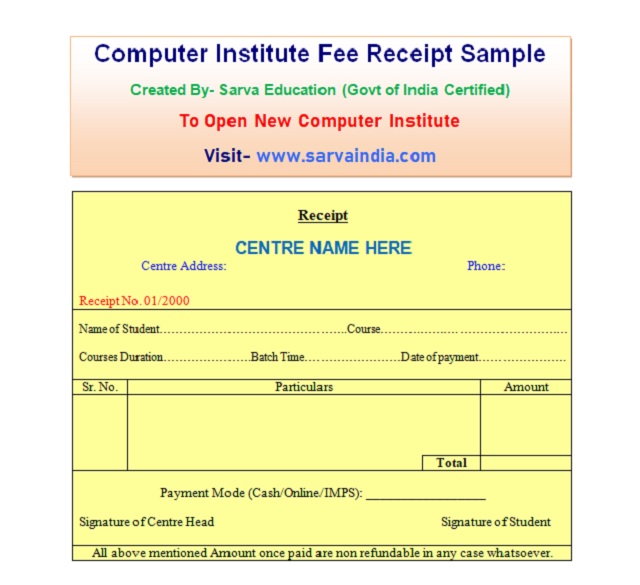 Computer Institute Fee Receipt Sample
Created By- Sarva Education (Govt of India Certified)
To Open New Computer Institute
Visit- www.sarvaindia.com
Receipt
CENTRE NAME HERE
Centre Address: Phone:
Receipt No. 01/2000
Name of Student.................................................Course.................................................
Courses Duration.......................Batch Time.........................Date of payment.......................
Sr. No. Particulars Amount
Total
Payment Mode (Cash/Online/IMPS): ____________________
Signature of Centre Head Signature of Student
All above mentioned Amount once paid are non refundable in any case whatsoever.